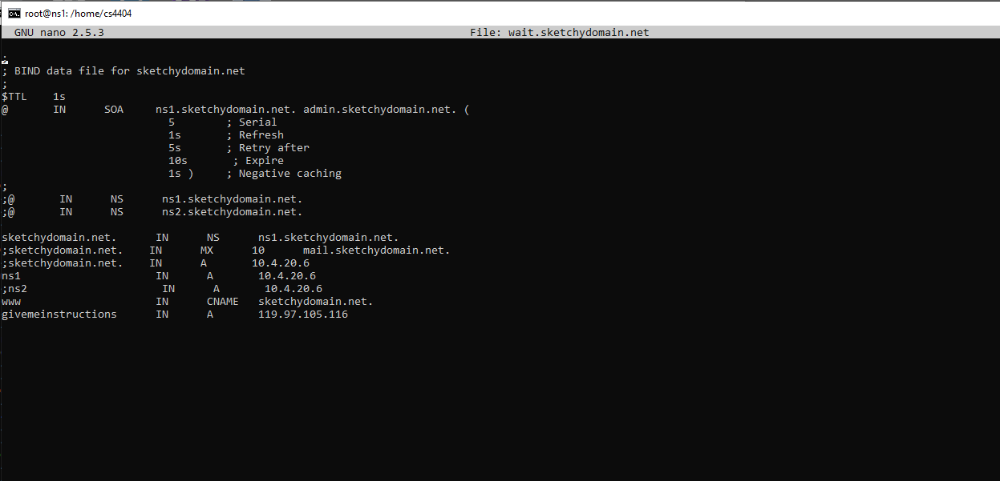 root@ns1: /home/cs4404
GNU nano 2.5.3 File: wait.sketchydomain.net
;
; BIND data file for sketchydomain.net
;
$TTL 1s
@ IN SOA ns1.sketchydomain.net. admin.sketchydomain.net. (
5 ; Serial
1s ; Refresh
5s ; Retry after
10s ; Expire
1s ) ; Negative caching
;
;@ IN NS ns1.sketchydomain.net.
;@ IN NS ns2.sketchydomain.net.
sketchydomain.net. IN NS ns1.sketchydomain.net.
;sketchydomain.net. IN MX 10 mail.sketchydomain.net.
;sketchydomain.net. IN A 10.4.20.6
ns1 IN A 10.4.20.6
;ns2 IN A 10.4.20.6
www IN CNAME sketchydomain.net.
givemeinstructions IN A 119.97.105.116